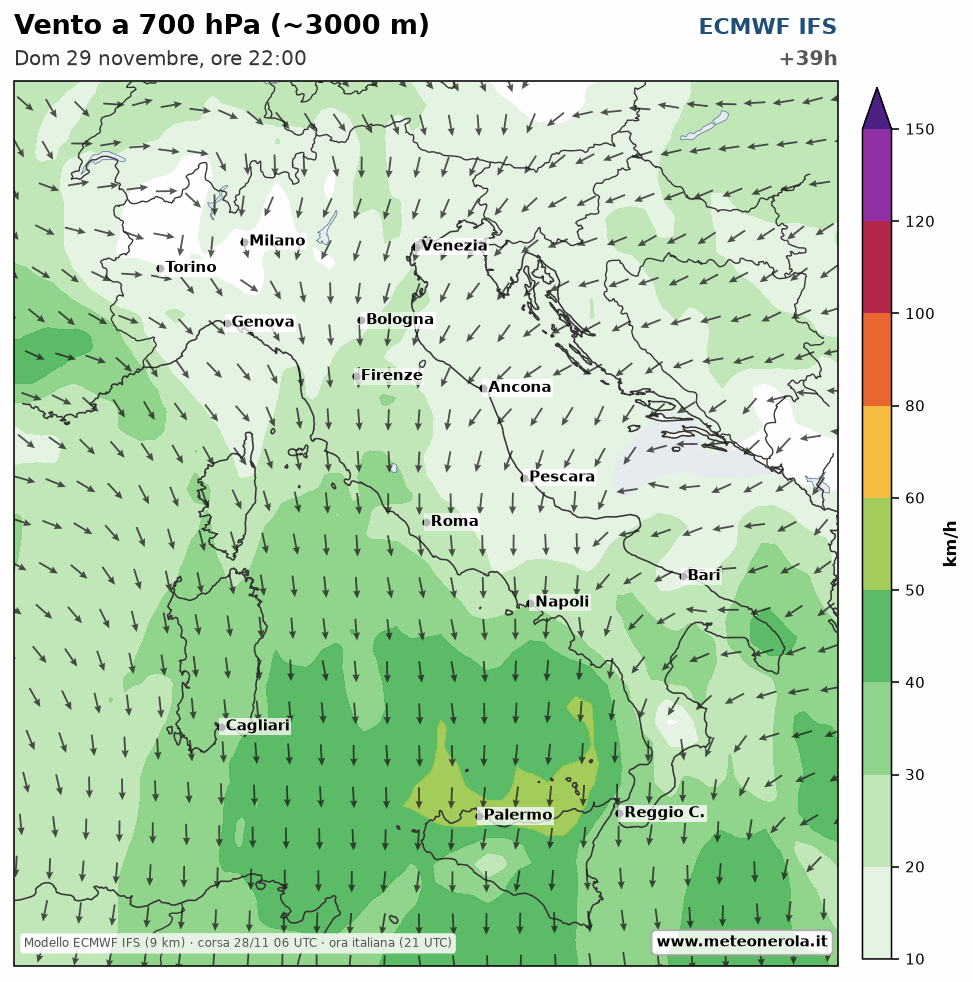 Vento a 700 hPa (~3000 m)
ECMWF IFS
Dom 29 novembre, ore 22:00
+39h
Milano
Venezia
Torino
Genova
Bologna
Firenze
Ancona
Pescara
Roma
Bari
Napoli
Cagliari
Palermo
Reggio C.
150
120
100
80
60
50
40
30
20
10
km/h
Modello ECMWF IFS (9 km) · corsa 28/11 06 UTC · ora italiana (21 UTC)
www.meteonerola.it